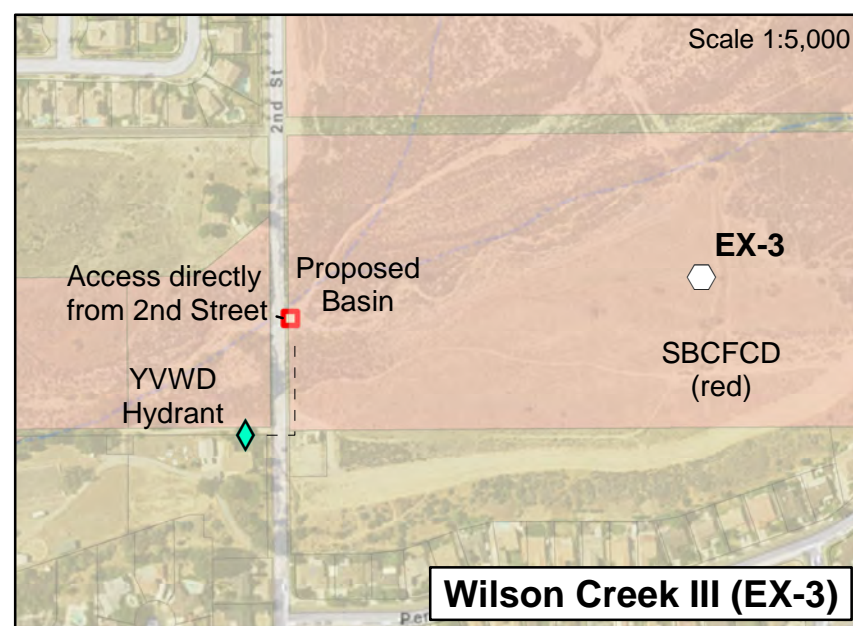 Scale 1:5,000
2nd St
EX-3
Access directly
from 2nd Street
Proposed
Basin
SBCFCD
(red)
YVWD
Hydrant
Wilson Creek III (EX-3)